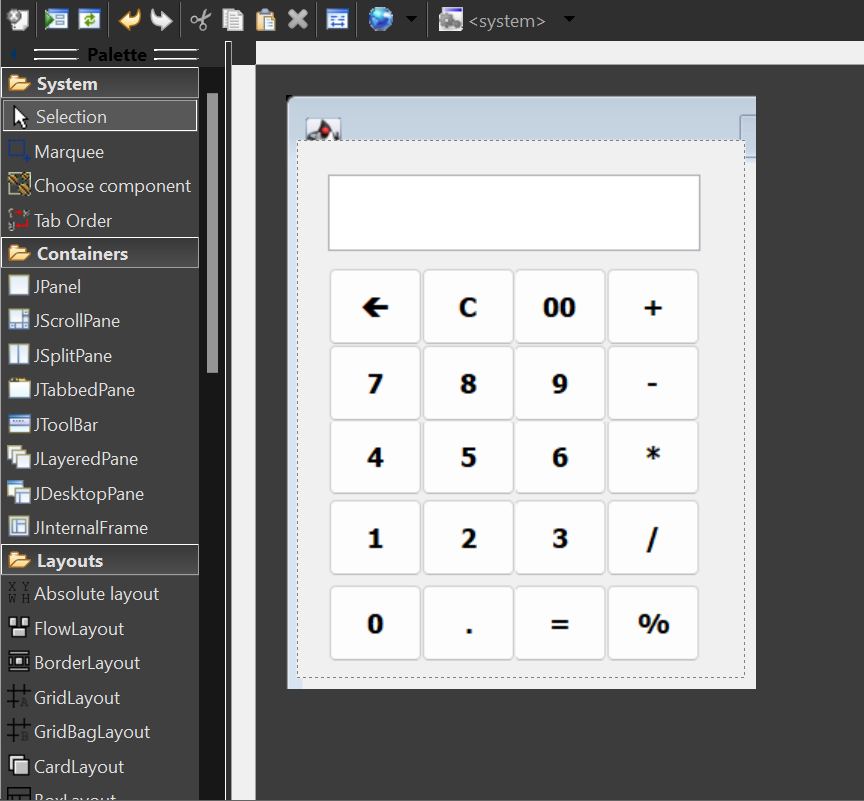 <system>
Palette
System
Selection
Marquee
Choose component
Tab Order
Containers
JPanel
JScrollPane
JSplitPane
JTabbedPane
JToolBar
JLayeredPane
JDesktopPane
JInternalFrame
Layouts
Absolute layout
FlowLayout
BorderLayout
GridLayout
GridBagLayout
CardLayout
BoxLayout
← C 00 +
7 8 9 -
4 5 6 *
1 2 3 /
0 . = %